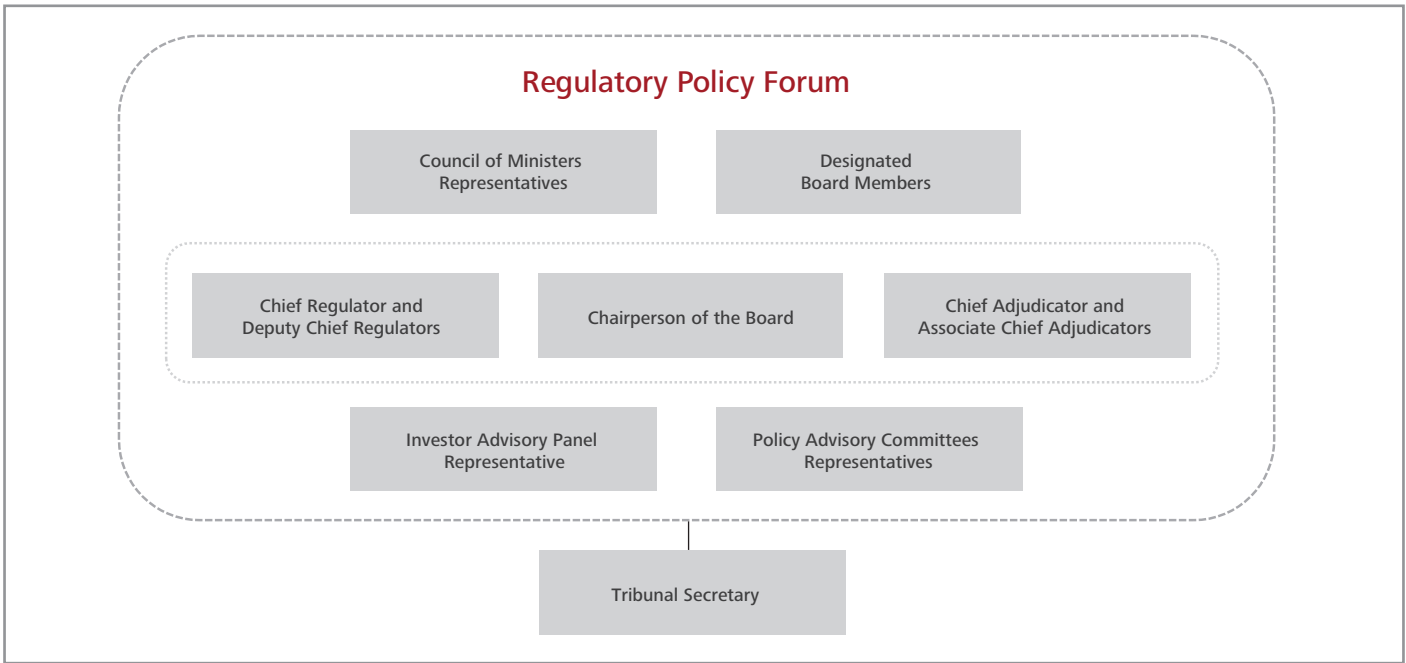 Regulatory Policy Forum
Council of Ministers
Representatives
Designated
Board Members
Chief Regulator and
Deputy Chief Regulators
Chairperson of the Board
Chief Adjudicator and
Associate Chief Adjudicators
Investor Advisory Panel
Representative
Policy Advisory Committees
Representatives
Tribunal Secretary